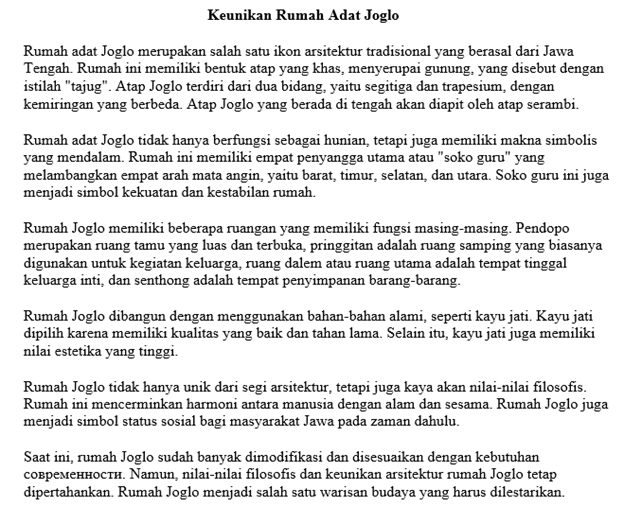 Keunikan Rumah Adat Joglo
Rumah adat Joglo merupakan salah satu ikon arsitektur tradisional yang berasal dari Jawa
Tengah. Rumah ini memiliki bentuk atap yang khas, menyerupai gunung, yang disebut dengan
istilah "tajug". Atap Joglo terdiri dari dua bidang, yaitu segitiga dan trapesium, dengan
kemiringan yang berbeda. Atap Joglo yang berada di tengah akan diapit oleh atap serambi.
Rumah adat Joglo tidak hanya berfungsi sebagai hunian, tetapi juga memiliki makna simbolis
yang mendalam. Rumah ini memiliki empat penyangga utama atau "soko guru" yang
melambangkan empat arah mata angin, yaitu barat, timur, selatan, dan utara. Soko guru ini juga
menjadi simbol kekuatan dan kestabilan rumah.
Rumah Joglo memiliki beberapa ruangan yang memiliki fungsi masing-masing. Pendopo
merupakan ruang tamu yang luas dan terbuka, pringgitan adalah ruang samping yang biasanya
digunakan untuk kegiatan keluarga, ruang dalem atau ruang utama adalah tempat tinggal
keluarga inti, dan senthong adalah tempat penyimpanan barang-barang.
Rumah Joglo dibangun dengan menggunakan bahan-bahan alami, seperti kayu jati. Kayu jati
dipilih karena memiliki kualitas yang baik dan tahan lama. Selain itu, kayu jati juga memiliki
nilai estetika yang tinggi.
Rumah Joglo tidak hanya unik dari segi arsitektur, tetapi juga kaya akan nilai-nilai filosofis.
Rumah ini mencerminkan harmoni antara manusia dengan alam dan sesama. Rumah Joglo juga
menjadi simbol status sosial bagi masyarakat Jawa pada zaman dahulu.
Saat ini, rumah Joglo sudah banyak dimodifikasi dan disesuaikan dengan kebutuhan
современности. Namun, nilai-nilai filosofis dan keunikan arsitektur rumah Joglo tetap
dipertahankan. Rumah Joglo menjadi salah satu warisan budaya yang harus dilestarikan.